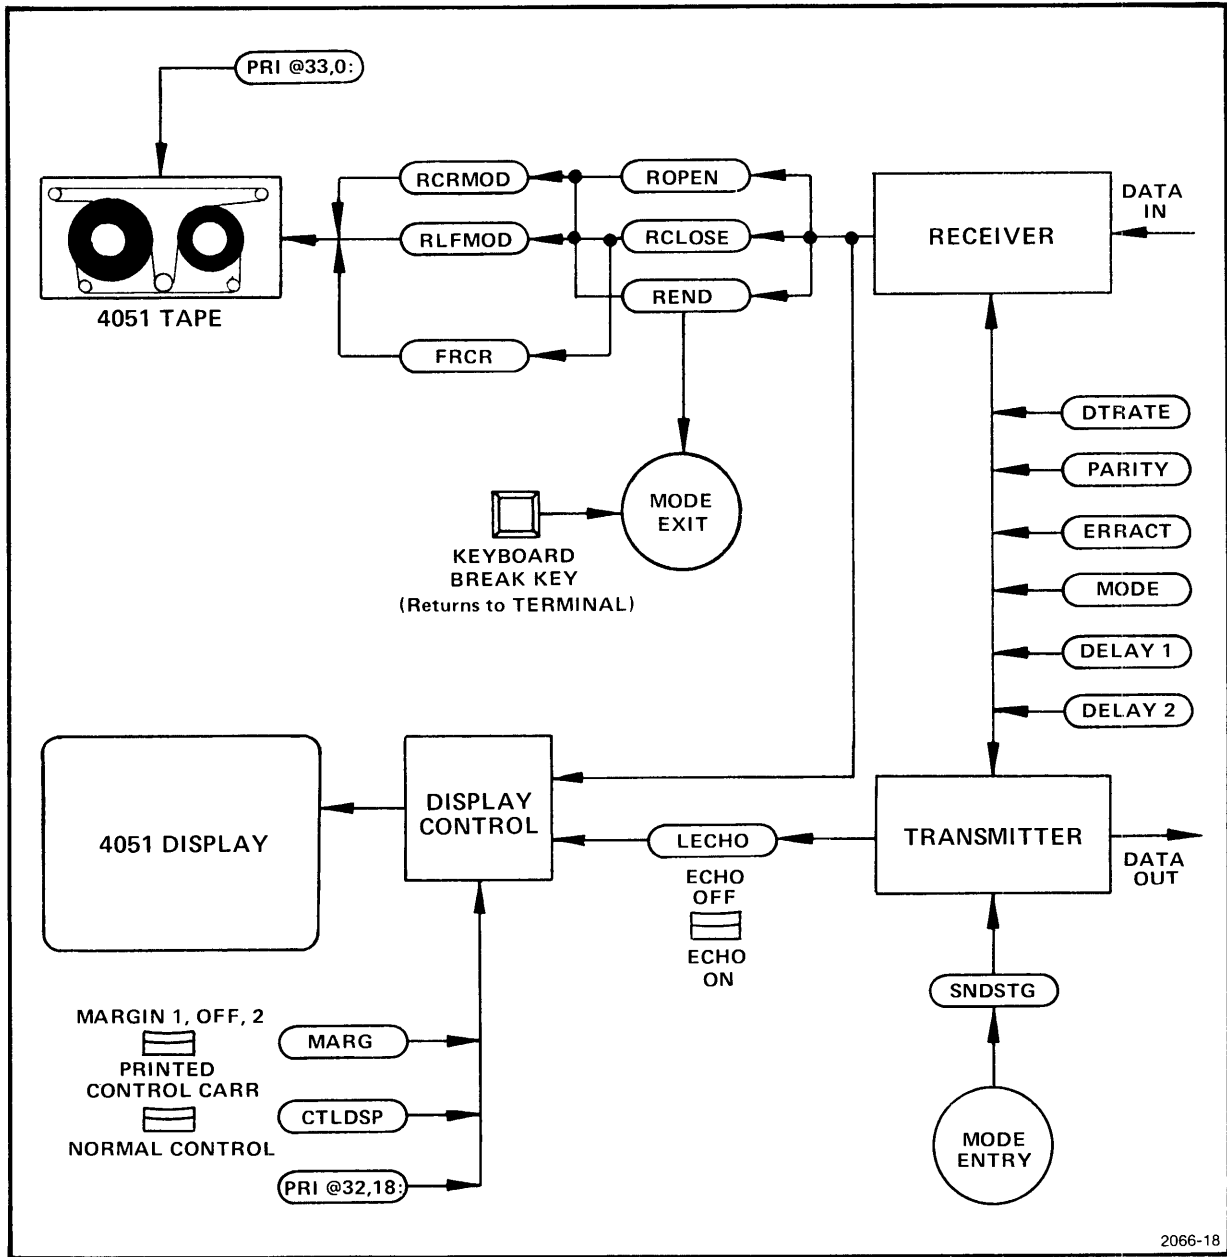 PRI @33,0:
RCRMOD
ROPEN
RLFMOD
RCLOSE
REND
FRCR
4051 TAPE
RECEIVER
DATA
IN
DTRATE
PARITY
ERRACT
MODE
DELAY 1
DELAY 2
MODE
EXIT
KEYBOARD
BREAK KEY
(Returns to TERMINAL)
4051 DISPLAY
DISPLAY
CONTROL
LECHO
ECHO
OFF
ECHO
ON
TRANSMITTER
DATA
OUT
SNDSTG
MODE
ENTRY
MARGIN 1, OFF, 2
PRINTED
CONTROL CARR
NORMAL CONTROL
MARG
CTLDSP
PRI @32,18:
2066-18